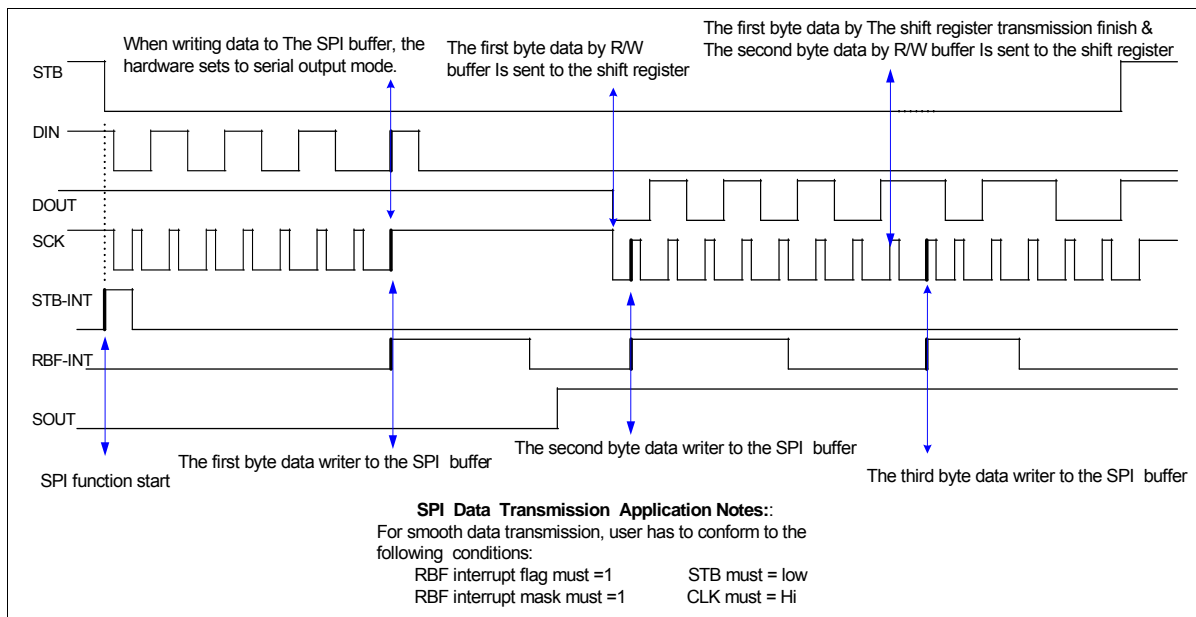 When writing data to The SPI buffer, the
hardware sets to serial output mode.
The first byte data by R/W
buffer Is sent to the shift register
The first byte data by The shift register transmission finish &
The second byte data by R/W buffer Is sent to the shift register
STB
DIN
DOUT
SCK
STB-INT
RBF-INT
SOUT
SPI function start
The first byte data writer to the SPI buffer
The second byte data writer to the SPI buffer
The third byte data writer to the SPI buffer
SPI Data Transmission Application Notes::
For smooth data transmission, user has to conform to the
following conditions:
RBF interrupt flag must =1 STB must = low
RBF interrupt mask must =1 CLK must = Hi